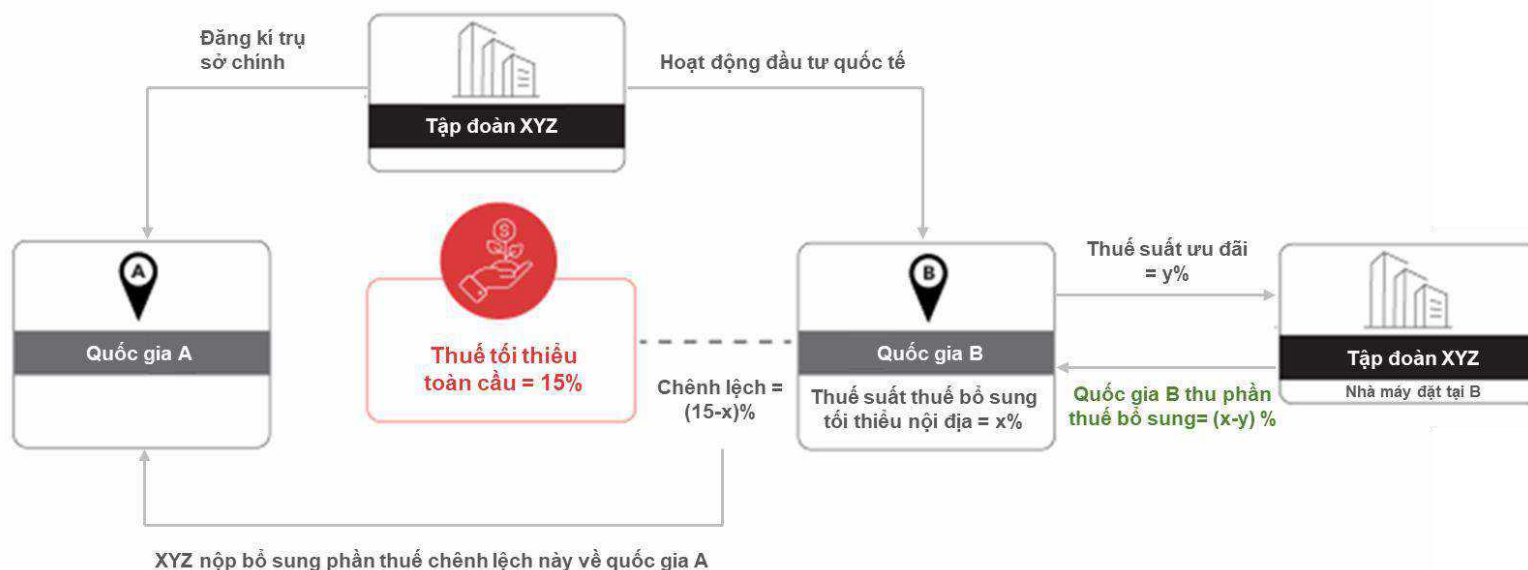 Đăng kí trụ
sở chính
Hoạt động đầu tư quốc tế
Tập đoàn XYZ
A
Quốc gia A
$
Thuế tối thiểu
toàn cầu = 15%
Chênh lệch =
(15-x)%
B
Quốc gia B
Thuế suất thuế bổ sung
tối thiểu nội địa = x%
Thuế suất ưu đãi
= y%
Quốc gia B thu phần
thuế bổ sung= (x-y) %
Tập đoàn XYZ
Nhà máy đặt tại B
XYZ nộp bổ sung phần thuế chênh lệch này về quốc gia A